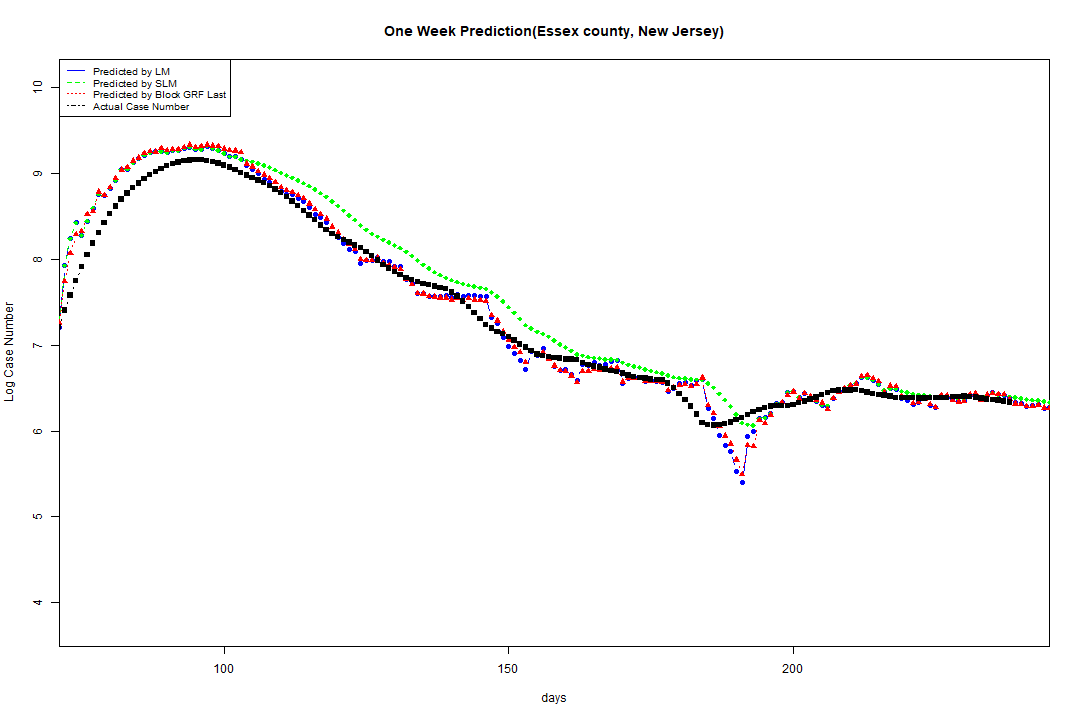 One Week Prediction(Essex county, New Jersey)
Predicted by LM
Predicted by SLM
Predicted by Block GRF Last
Actual Case Number
10
9
8
7
6
5
4
Log Case Number
100
150
200
days